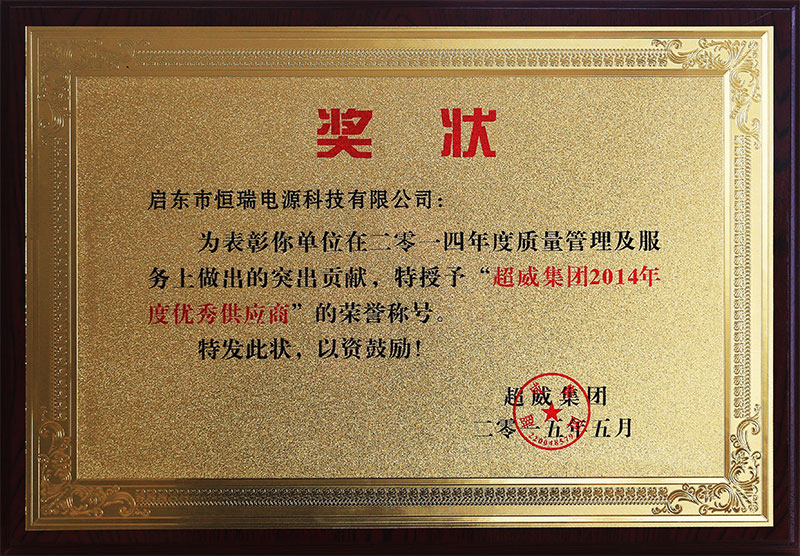 奖状
启东市恒瑞电源科技有限公司：
为表彰你单位在二零一四年度质量管理及服
务上做出的突出贡献，特授予“超威集团2014年
度优秀供应商”的荣誉称号。
特发此状，以资鼓励！
超威集团
二零一五年五月